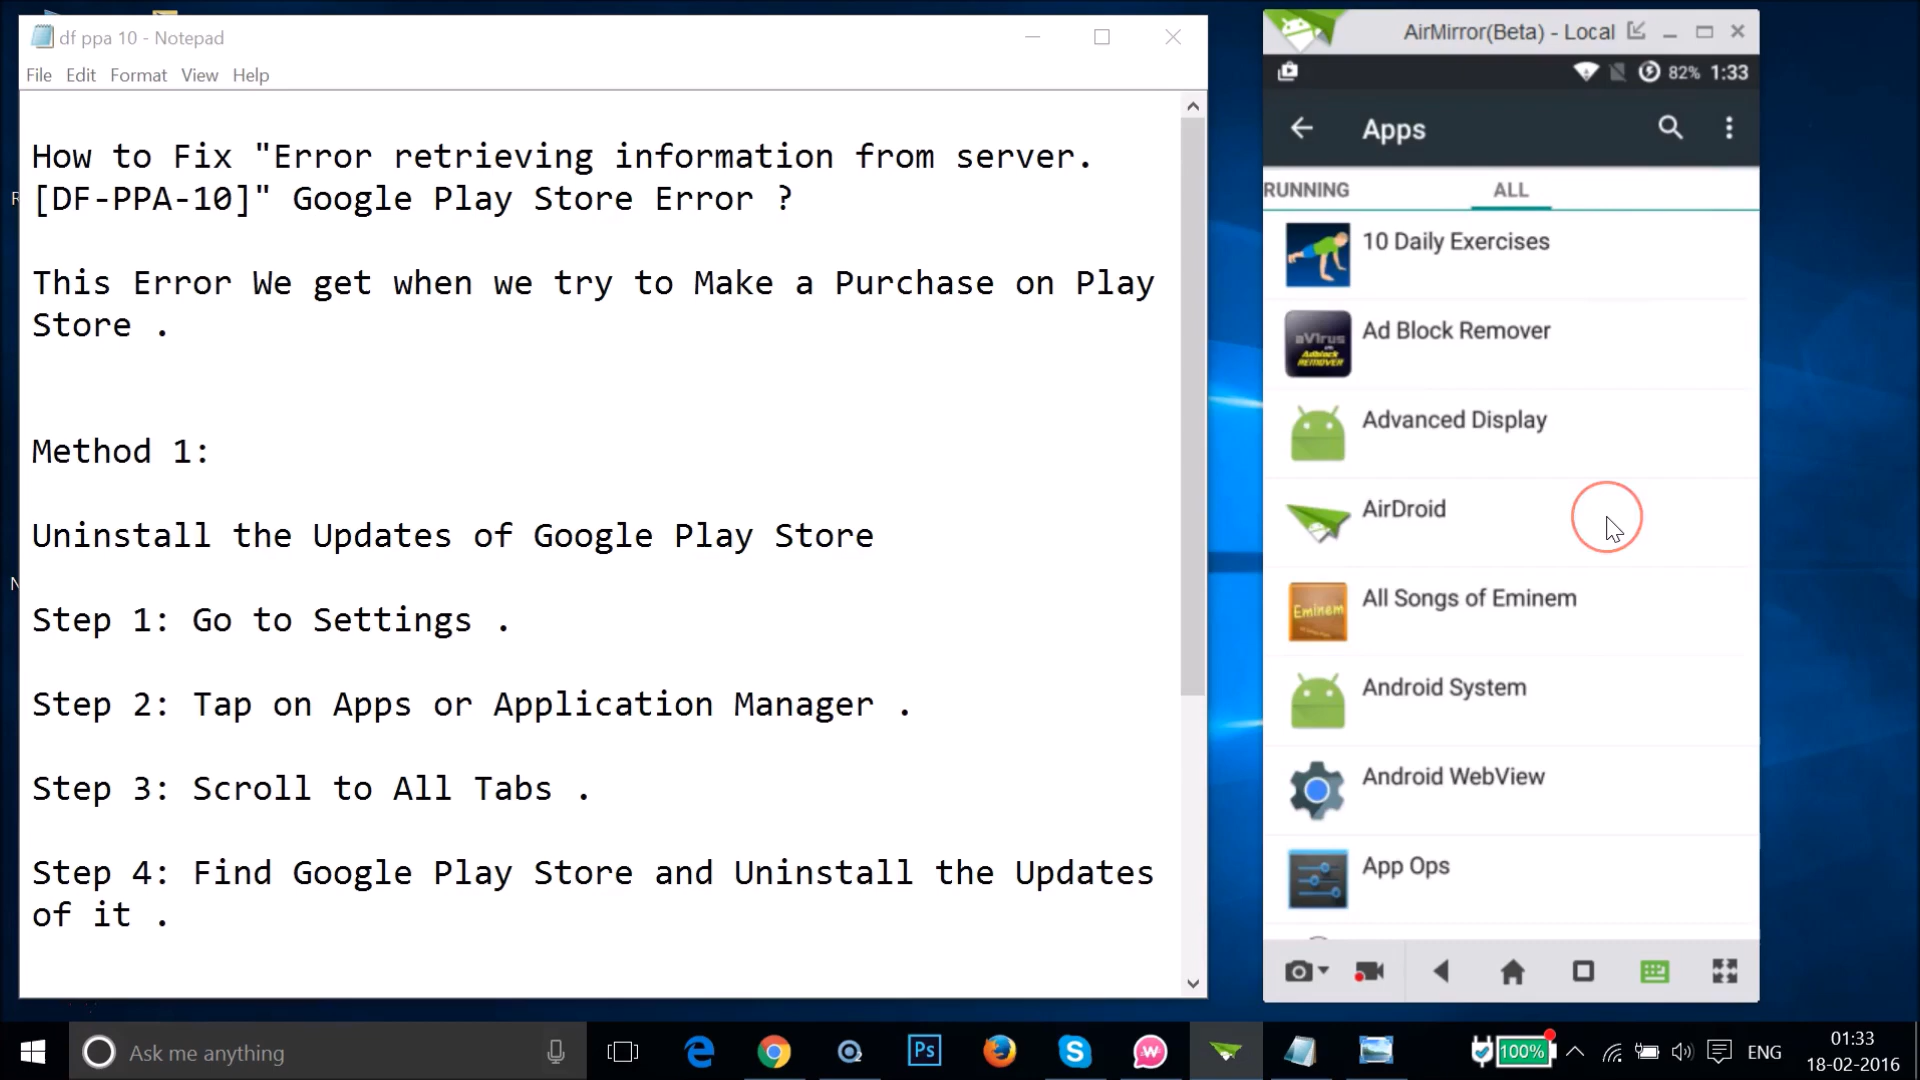 df ppa 10 - Notepad
File Edit Format View Help
How to Fix "Error retrieving information from server.
[DF-PPA-10]" Google Play Store Error ?
This Error We get when we try to Make a Purchase on Play
Store .
Method 1:
Uninstall the Updates of Google Play Store
Step 1: Go to Settings .
Step 2: Tap on Apps or Application Manager .
Step 3: Scroll to All Tabs .
Step 4: Find Google Play Store and Uninstall the Updates
of it .
AirMirror(Beta) - Local
82% 1:33
Apps
RUNNING ALL
10 Daily Exercises
Ad Block Remover
aVirus
Adblock
REMOVER
Advanced Display
AirDroid
All Songs of Eminem
Eminem
Android System
Android WebView
App Ops
Ask me anything
Ps
100%
ENG
01:33
18-02-2016